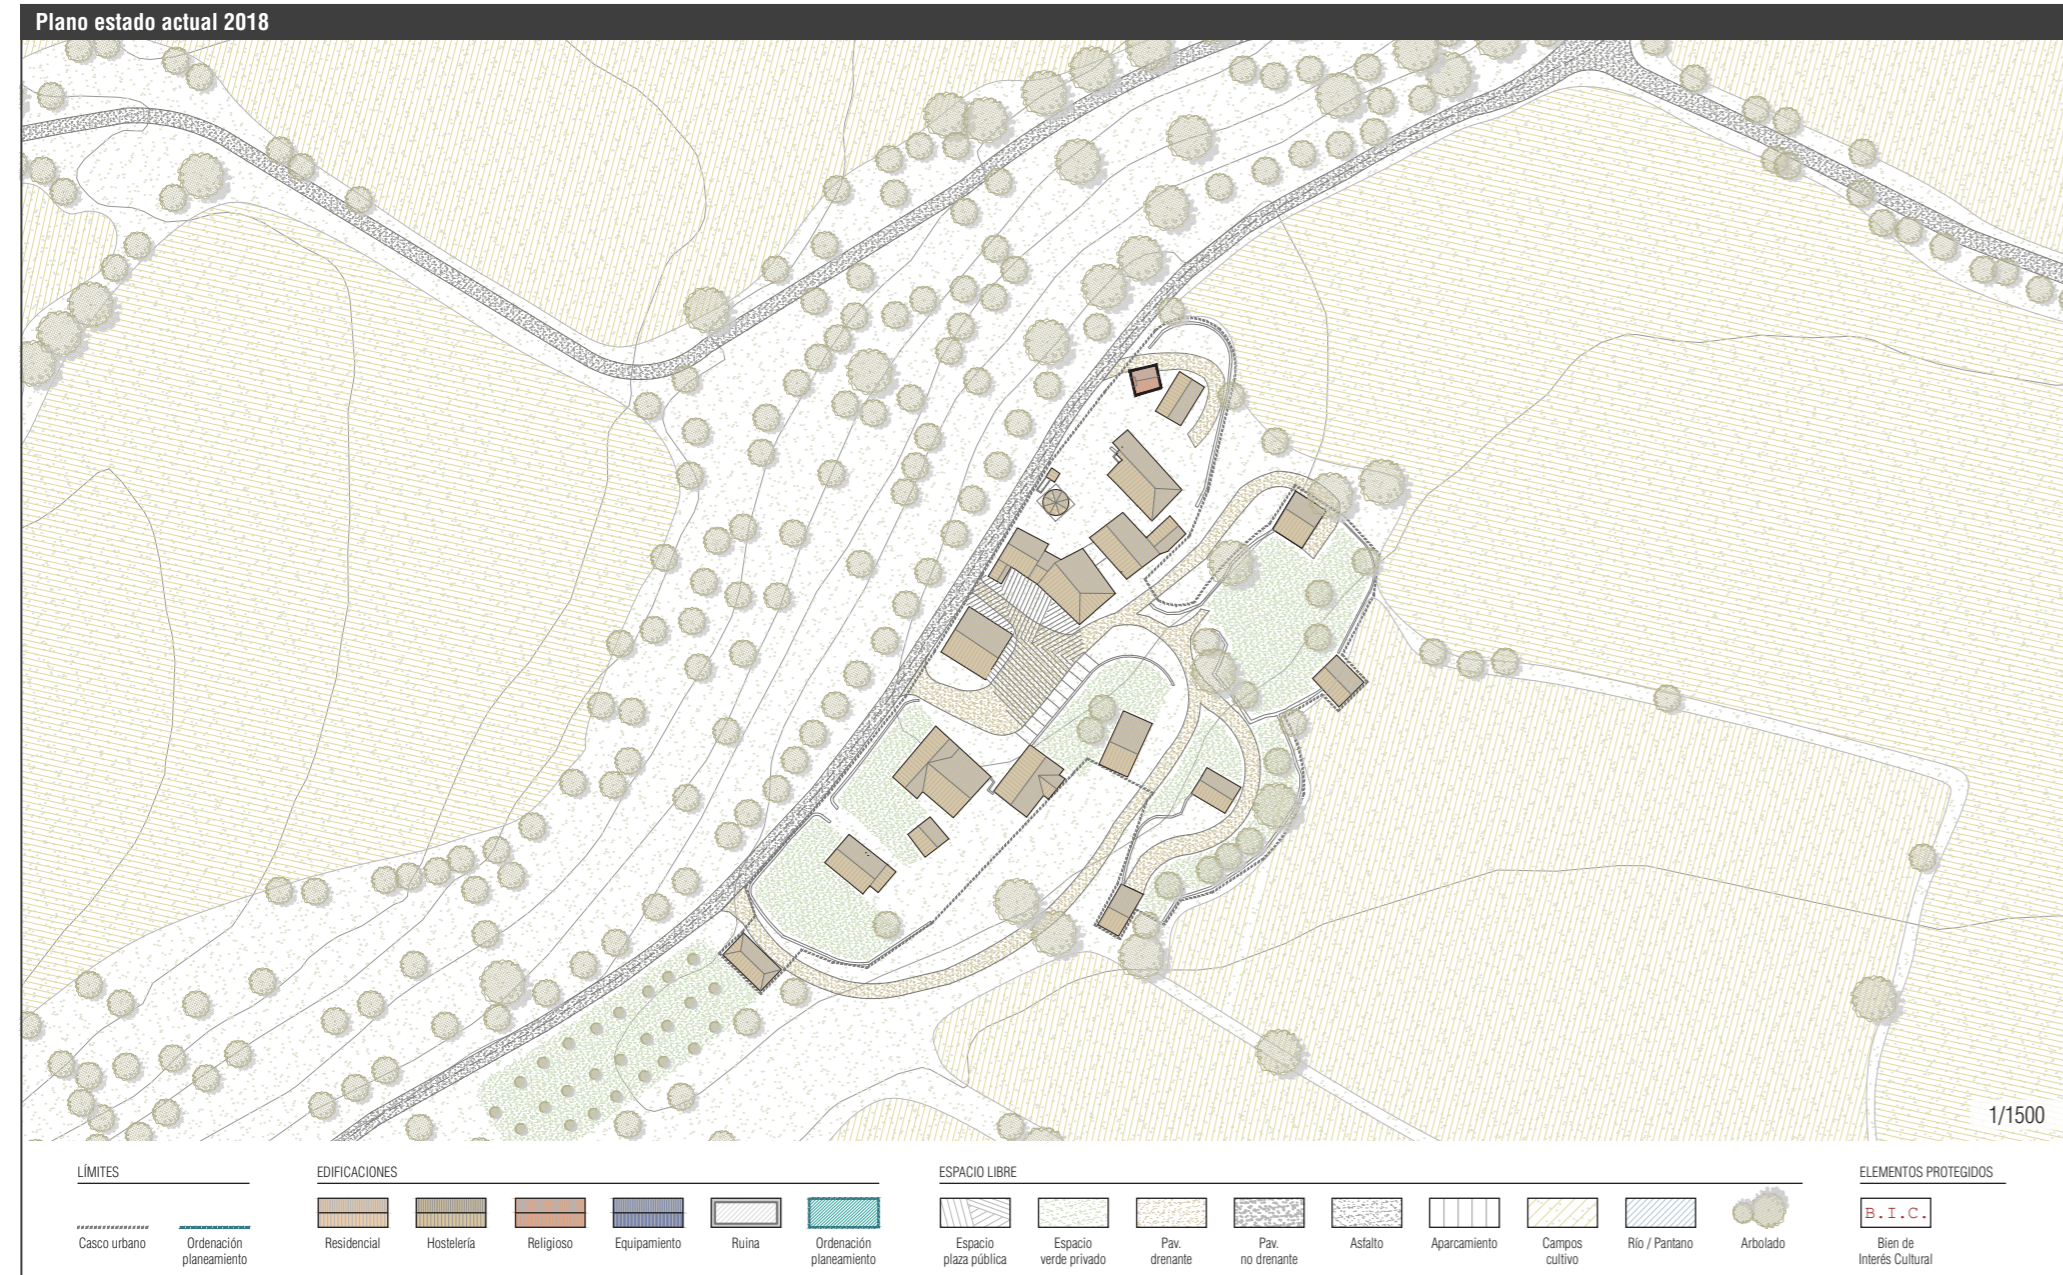 Plano estado actual 2018
1/1500
LÍMITES
Casco urbano
Ordenación
planeamiento
EDIFICACIONES
Residencial
Hostelería
Religioso
Equipamiento
Ruina
Ordenación
planeamiento
ESPACIO LIBRE
Espacio
plaza pública
Espacio
verde privado
Pav.
drenante
Pav.
no drenante
Asfalto
Aparcamiento
Campos
cultivo
Río / Pantano
Arbolado
ELEMENTOS PROTEGIDOS
B.I.C.
Bien de
Interés Cultural